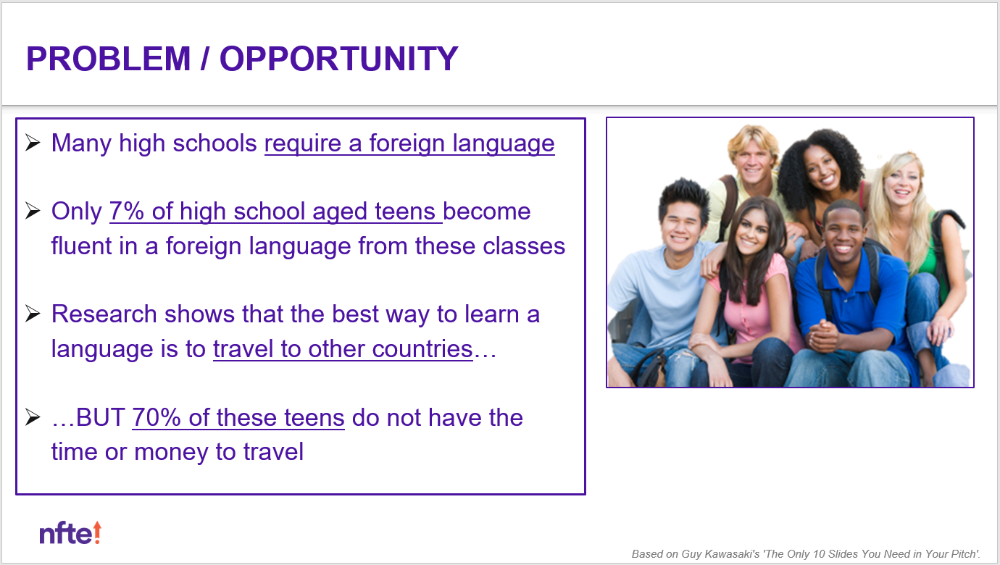 PROBLEM / OPPORTUNITY
➢ Many high schools require a foreign language
➢ Only 7% of high school aged teens become
fluent in a foreign language from these classes
➢ Research shows that the best way to learn a
language is to travel to other countries…
➢ …BUT 70% of these teens do not have the
time or money to travel
nfte!
Based on Guy Kawasaki's 'The Only 10 Slides You Need in Your Pitch'.